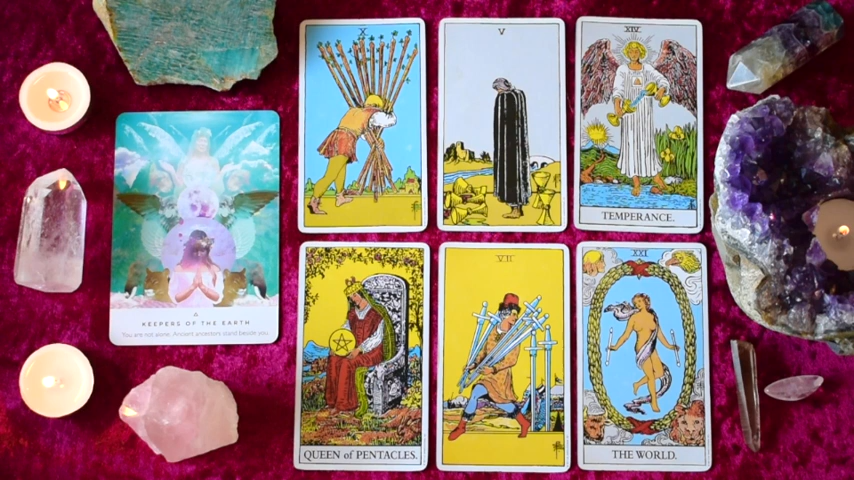 X
V
XIV
TEMPERANCE.
KEEPERS OF THE EARTH
You are not alone. Ancient ancestors stand beside you.
QUEEN of PENTACLES.
VII
XXI
THE WORLD.